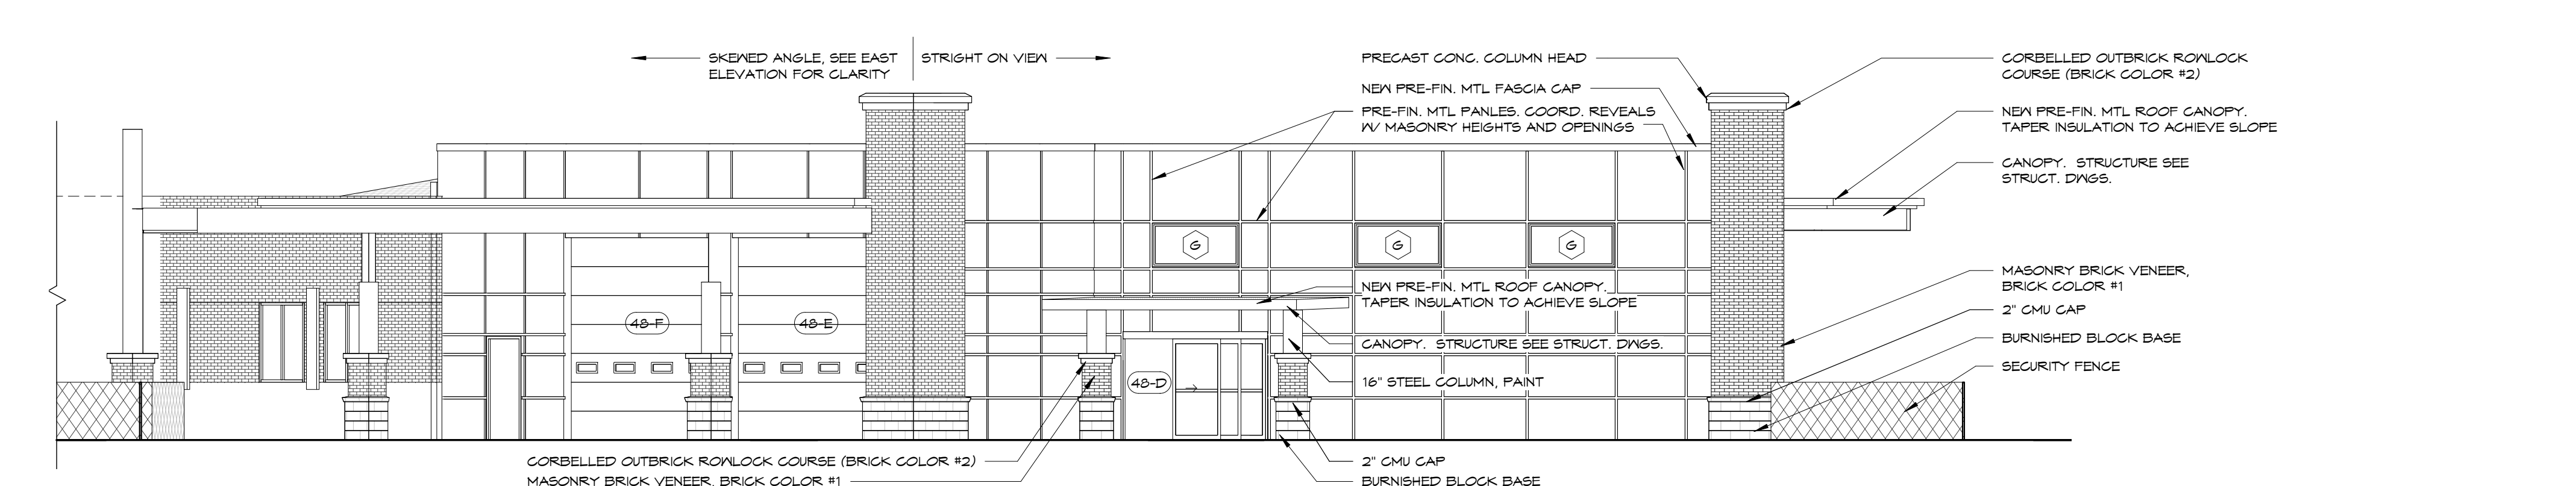 SKEWED ANGLE, SEE EAST
ELEVATION FOR CLARITY
STRIGHT ON VIEW
PRECAST CONC. COLUMN HEAD
NEW PRE-FIN. MTL FASCIA CAP
PRE-FIN. MTL PANLES. COORD. REVEALS
W/ MASONRY HEIGHTS AND OPENINGS
CORBELLED OUTBRICK ROWLOCK
COURSE (BRICK COLOR #2)
NEW PRE-FIN. MTL ROOF CANOPY.
TAPER INSULATION TO ACHIEVE SLOPE
CANOPY. STRUCTURE SEE
STRUCT. DWGS.
G
G
G
MASONRY BRICK VENEER,
BRICK COLOR #1
NEW PRE-FIN. MTL ROOF CANOPY.
TAPER INSULATION TO ACHIEVE SLOPE
2" CMU CAP
48-F
48-E
BURNISHED BLOCK BASE
CANOPY. STRUCTURE SEE STRUCT. DWGS.
SECURITY FENCE
48-D
16" STEEL COLUMN, PAINT
CORBELLED OUTBRICK ROWLOCK COURSE (BRICK COLOR #2)
2" CMU CAP
MASONRY BRICK VENEER, BRICK COLOR #1
BURNISHED BLOCK BASE